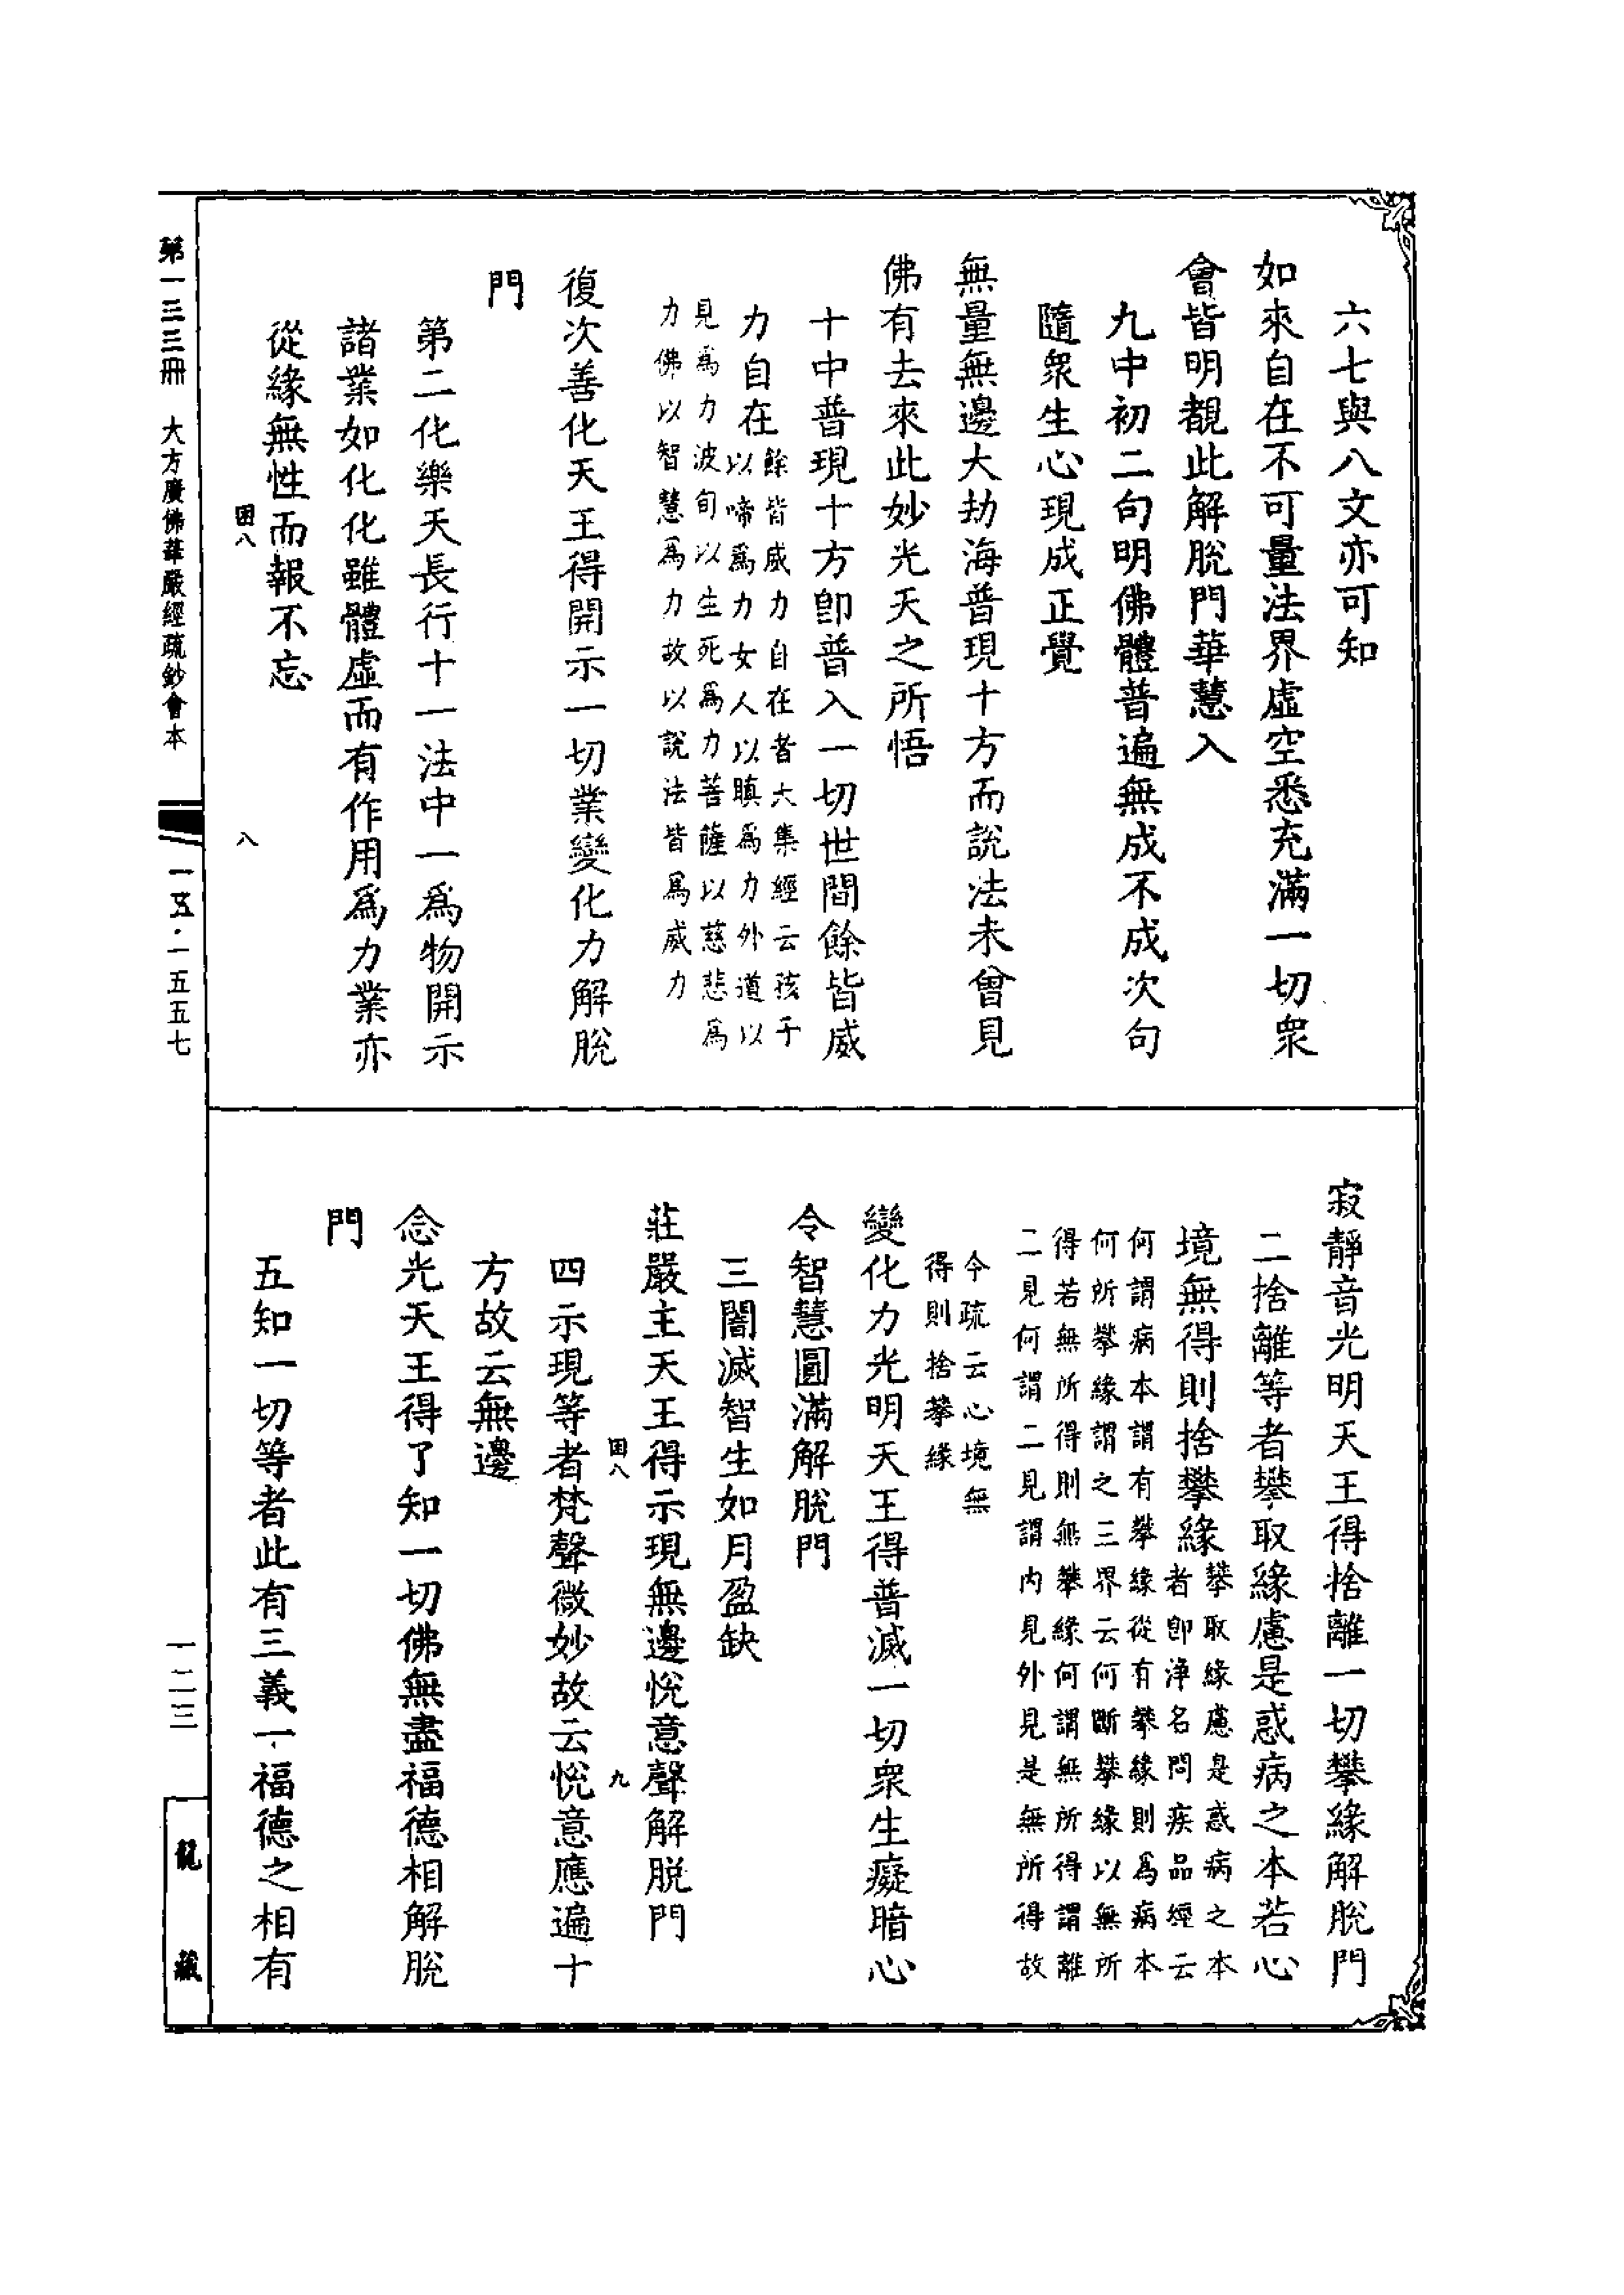 六七與八文亦可知
如來自在不可量法界虛空悉充滿一切衆
會皆明覩此解脫門華慧入
九中初二句明佛體普遍無成不成次句
隨衆生心現成正覺
無量無邊大劫海普現十方而說法未曾見
佛有去來此妙光天之所悟
十中普現十方卽普入一切世間餘皆威
力自在
餘皆威力自在者大集經云孩子
以啼爲力女人以瞋爲力外道以
見爲力波旬以生死爲力菩薩以慈悲爲
力佛以智慧爲力故以說法皆爲威力
復次善化天王得開示一切業變化力解脫
門
第二化樂天長行十一法中一爲物開示
諸業如化化雖體虛而有作用爲力業亦
從緣無性而報不忘
困八
八
寂靜音光明天王得捨離一切攀緣解脫門
二捨離等者攀取緣慮是惑病之本若心
境無得則捨攀緣
攀取緣慮是惑病之本
者卽淨名問疾品經云
何謂病本謂有攀緣從有攀緣則爲病本
何所攀緣謂之三界云何斷攀緣以無所
得若無所得則無攀緣何謂無所得謂離
二見何謂二見謂內見外見是無所得故
今疏云心境無
得則捨攀緣
變化力光明天王得普滅一切衆生癡暗心
令智慧圓滿解脫門
三闇滅智生如月盈缺
莊嚴主天王得示現無邊悅意聲解脫門
困八
九
四示現等者梵聲微妙故云悅意應遍十
方故云無邊
念光天王得了知一切佛無盡福德相解脫
門
五知一切等者此有三義一福德之相有
第一三三冊
大方廣佛華嚴經疏鈔會本
一五·一五五七
一二三
龍藏